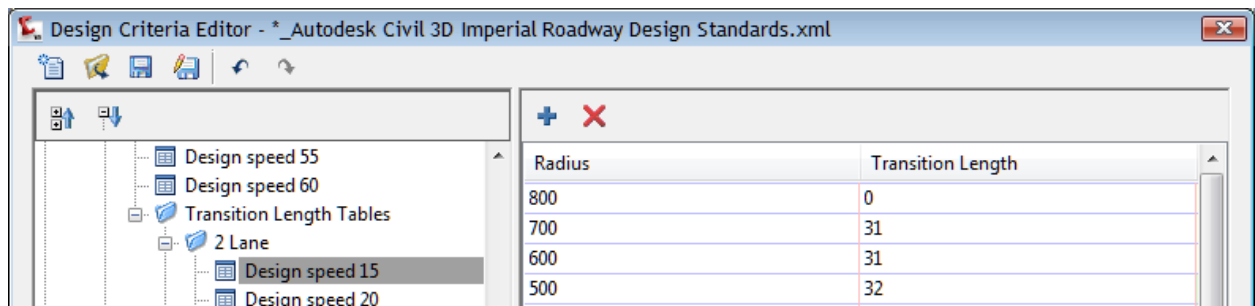 Design Criteria Editor - *_Autodesk Civil 3D Imperial Roadway Design Standards.xml
Design speed 55
Design speed 60
Transition Length Tables
2 Lane
Design speed 15
Design speed 20
Radius Transition Length
800 0
700 31
600 31
500 32